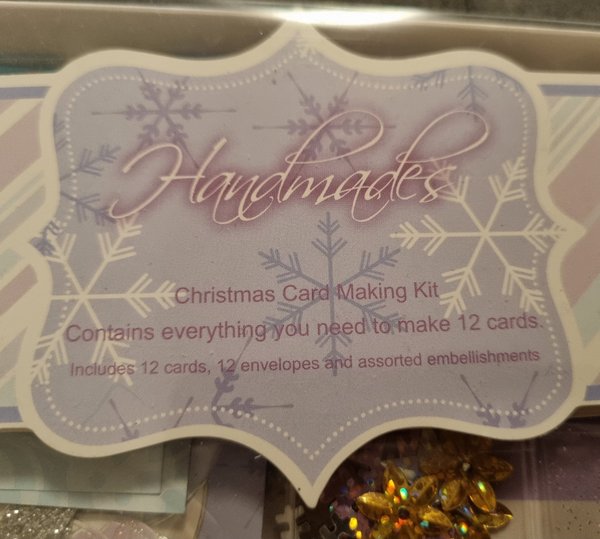 Handmades
Christmas Card Making Kit
Contains everything you need to make 12 cards.
Includes 12 cards, 12 envelopes and assorted embellishments